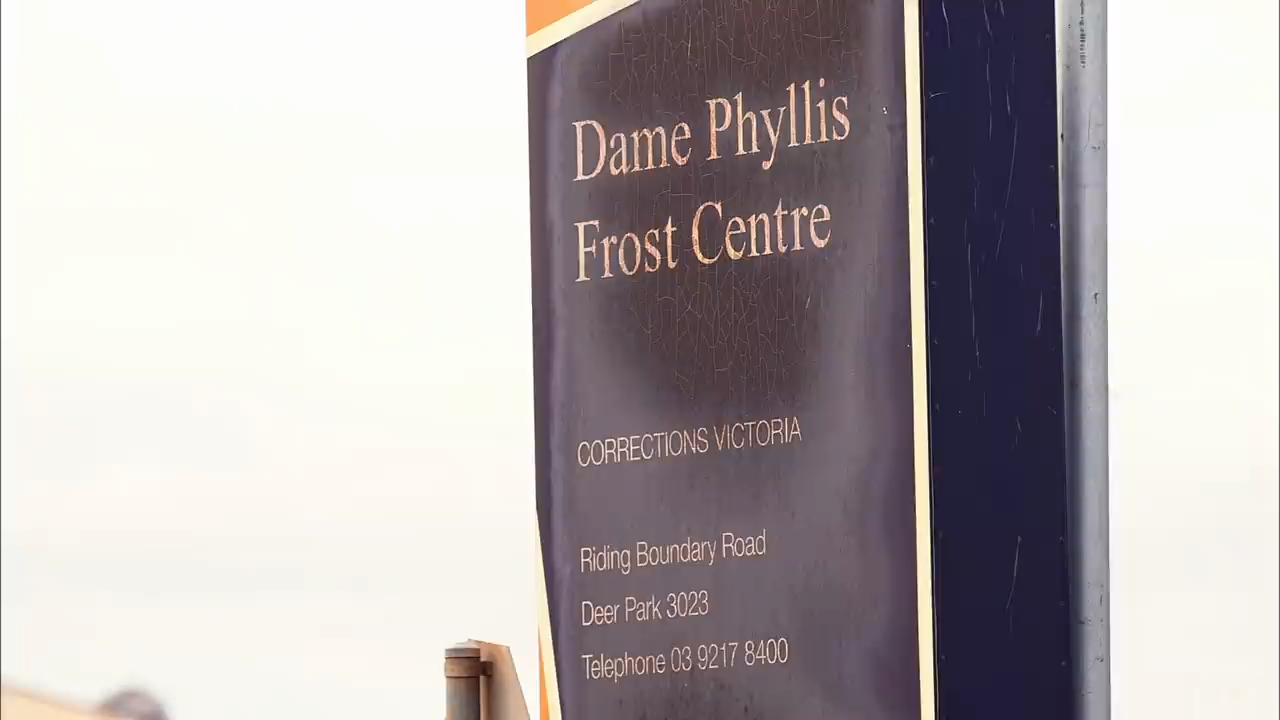 Dame Phyllis
Frost Centre
CORRECTIONS VICTORIA
Riding Boundary Road
Deer Park 3023
Telephone 03 9217 8400